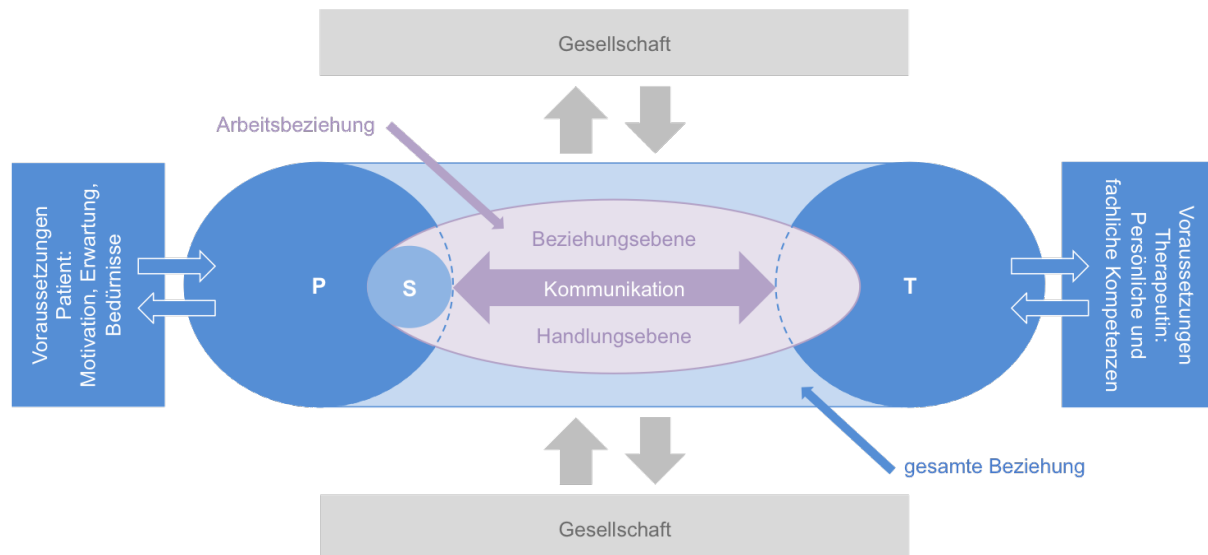 Gesellschaft
Arbeitsbeziehung
Voraussetzungen
Patient:
Motivation, Erwartung,
Bedürnisse
P
S
Beziehungsebene
Kommunikation
Handlungsebene
T
Voraussetzungen
Therapeutin:
Persönliche und
fachliche Kompetenzen
gesamte Beziehung
Gesellschaft